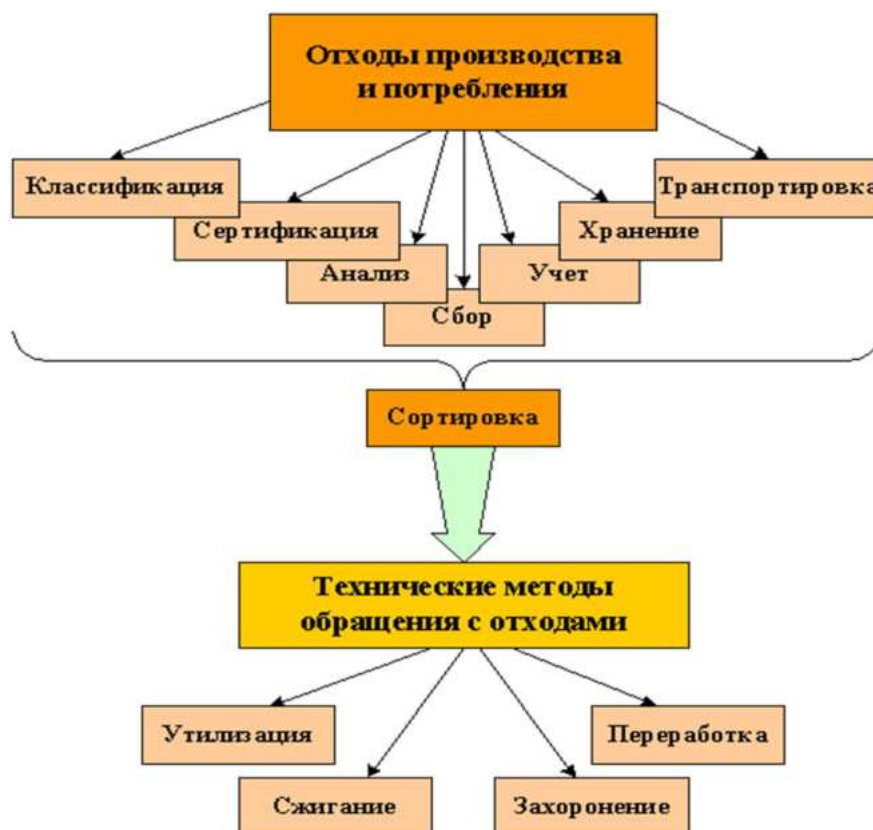 Отходы производства
и потребления
Классификация
Транспортировка
Сертификация
Хранение
Анализ
Учет
Сбор
Сортировка
Технические методы
обращения с отходами
Утилизация
Переработка
Сжигание
Захоронение